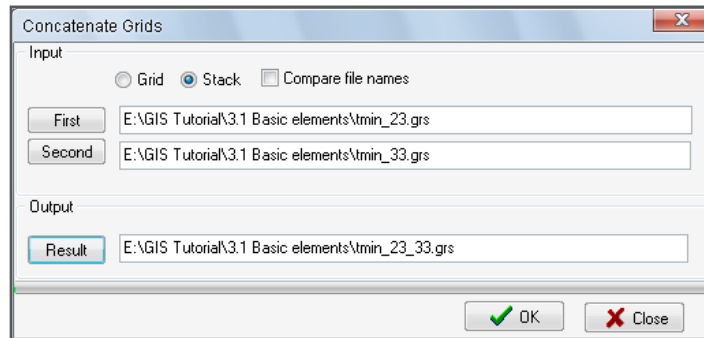 Concatenate Grids
Input
Grid Stack Compare file names
First E:\GIS Tutorial\3.1 Basic elements\tmin_23.grs
Second E:\GIS Tutorial\3.1 Basic elements\tmin_33.grs
Output
Result E:\GIS Tutorial\3.1 Basic elements\tmin_23_33.grs
OK Close